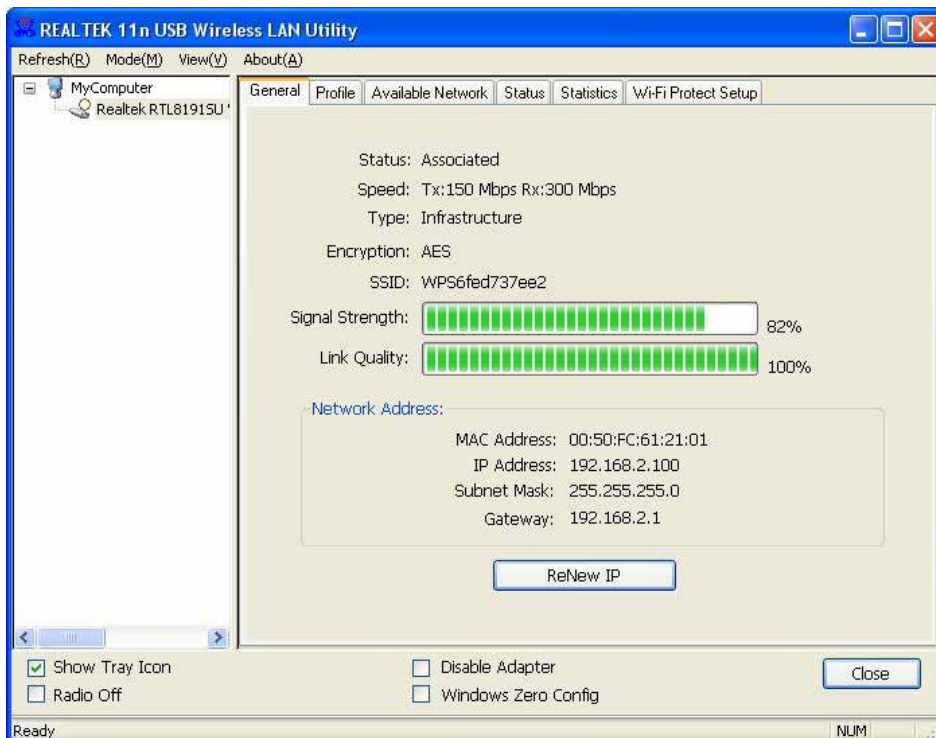 REALTEK 11n USB Wireless LAN Utility
Refresh(R) Mode(M) View(V) About(A)
MyComputer
Realtek RTL8191SU
General Profile Available Network Status Statistics Wi-Fi Protect Setup
Status: Associated
Speed: Tx:150 Mbps Rx:300 Mbps
Type: Infrastructure
Encryption: AES
SSID: WPS6fed737ee2
Signal Strength: 82%
Link Quality: 100%
Network Address:
MAC Address: 00:50:FC:61:21:01
IP Address: 192.168.2.100
Subnet Mask: 255.255.255.0
Gateway: 192.168.2.1
ReNew IP
Show Tray Icon
Radio Off
Disable Adapter
Windows Zero Config
Close
Ready NUM